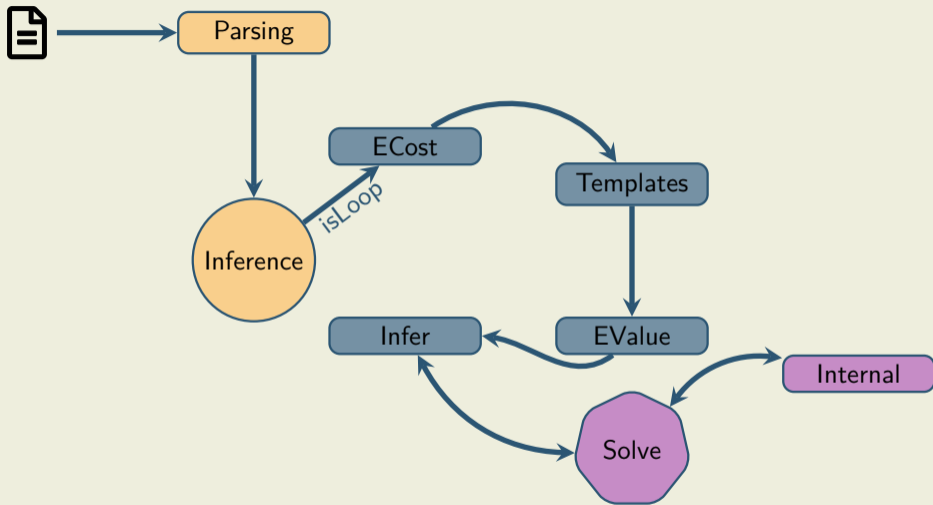 Parsing
ECost
isLoop
Templates
Inference
Infer
EValue
Internal
Solve